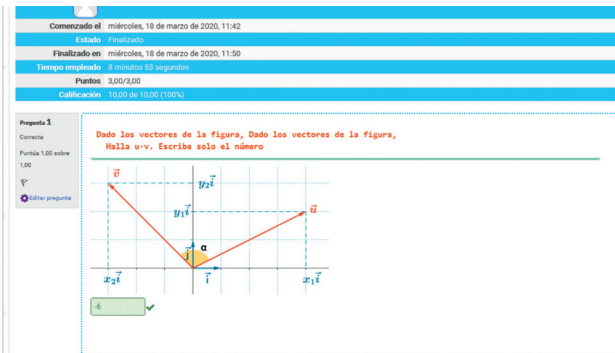 Comenzado el miércoles, 18 de marzo de 2020, 11:42
Estado Finalizado
Finalizado en miércoles, 18 de marzo de 2020, 11:50
Tiempo empleado 8 minutos 53 segundos
Puntos 3,00/3,00
Calificación 10,00 de 10,00 (100%)
Pregunta 1
Correcta
Puntúa 1,00 sobre
1,00
Editar pregunta
Dado los vectores de la figura, Dado los vectores de la figura,
Halla u·v. Escribe solo el número
v⃗
y₂i⃗
y₁i⃗
u⃗
α
j⃗
x₂i⃗
i⃗
x₁i⃗
-6